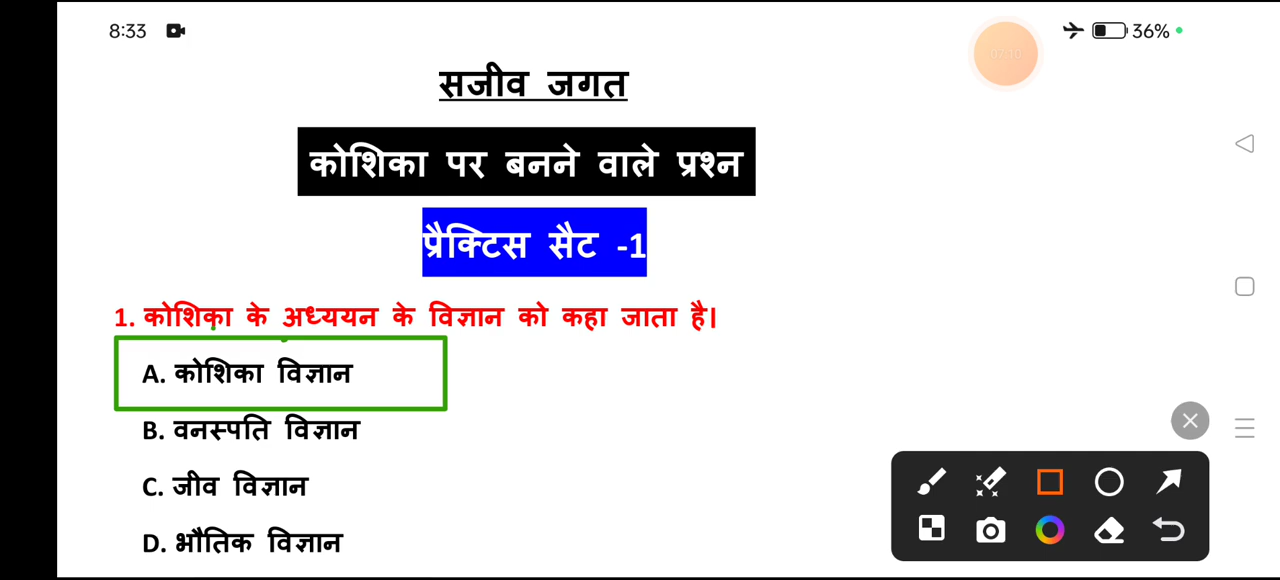 8:33
36%
सजीव जगत
कोशिका पर बनने वाले प्रश्न
प्रैक्टिस सैट -1
1. कोशिका के अध्ययन के विज्ञान को कहा जाता है।
A. कोशिका विज्ञान
B. वनस्पति विज्ञान
C. जीव विज्ञान
D. भौतिक विज्ञान